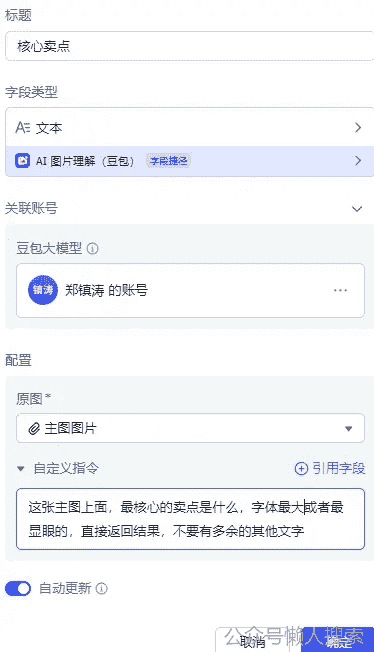 标题
核心卖点
字段类型
文本
AI 图片理解（豆包） 字段捷径
关联账号
豆包大模型
镇涛 郑镇涛 的账号
配置
原图*
主图图片
自定义指令 引用字段
这张主图上面，最核心的卖点是什么，字体最大或者最
显眼的，直接返回结果，不要有多余的其他文字
自动更新
取消 确定
公众号懒人搜索